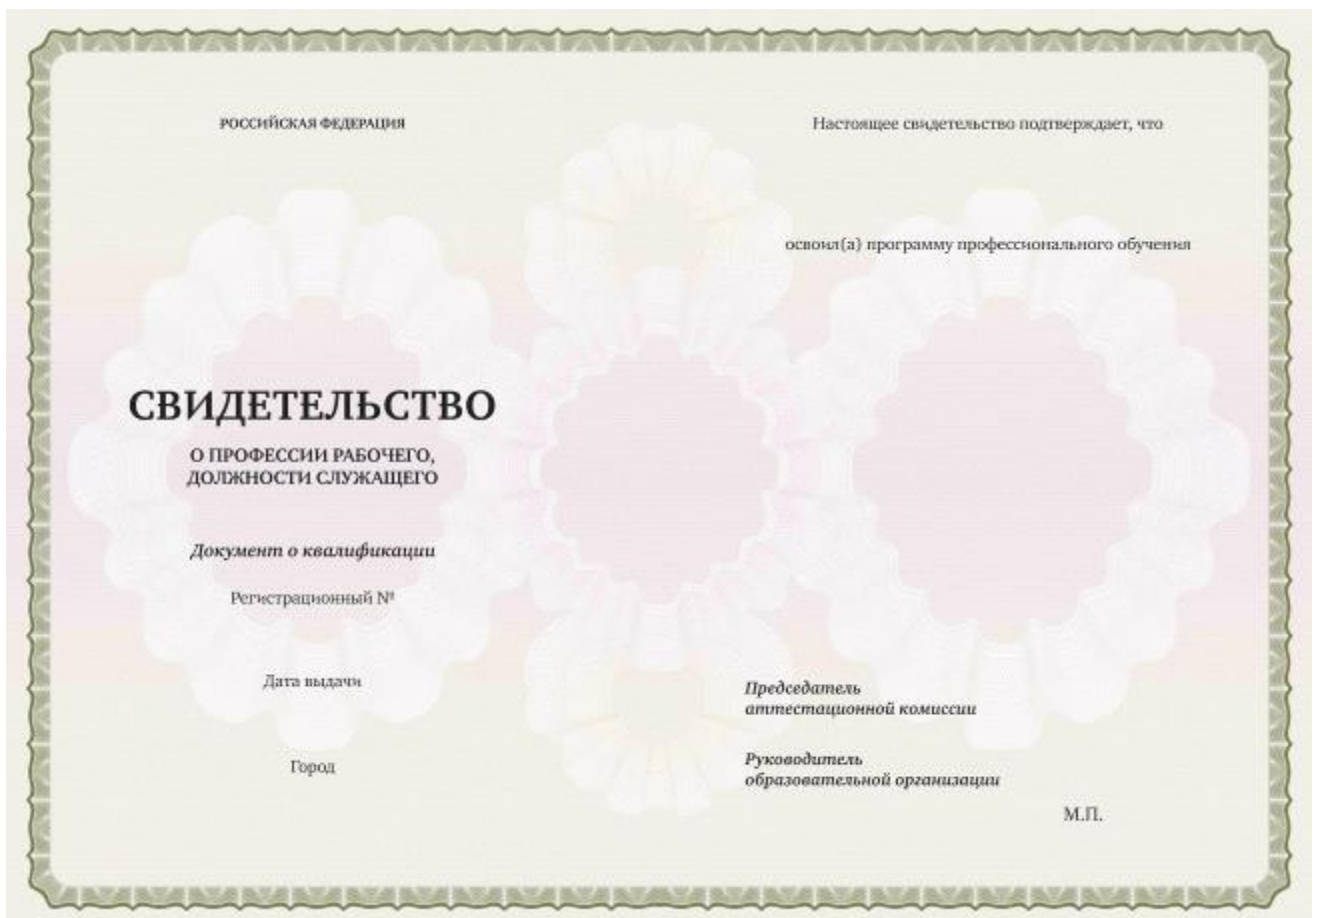 РОССИЙСКАЯ ФЕДЕРАЦИЯ
СВИДЕТЕЛЬСТВО
О ПРОФЕССИИ РАБОЧЕГО,
ДОЛЖНОСТИ СЛУЖАЩЕГО
Документ о квалификации
Регистрационный №
Дата выдачи
Город
Настоящее свидетельство подтверждает, что
освоил(а) программу профессионального обучения
Председатель
аттестационной комиссии
Руководитель
образовательной организации
М.П.